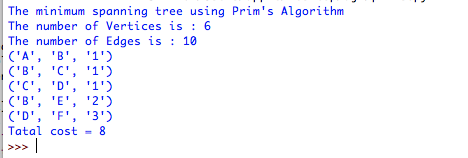 The minimum spanning tree using Prim's Algorithm
The number of Vertices is : 6
The number of Edges is : 10
('A', 'B', '1')
('B', 'C', '1')
('C', 'D', '1')
('B', 'E', '2')
('D', 'F', '3')
Tatal cost = 8
>>>